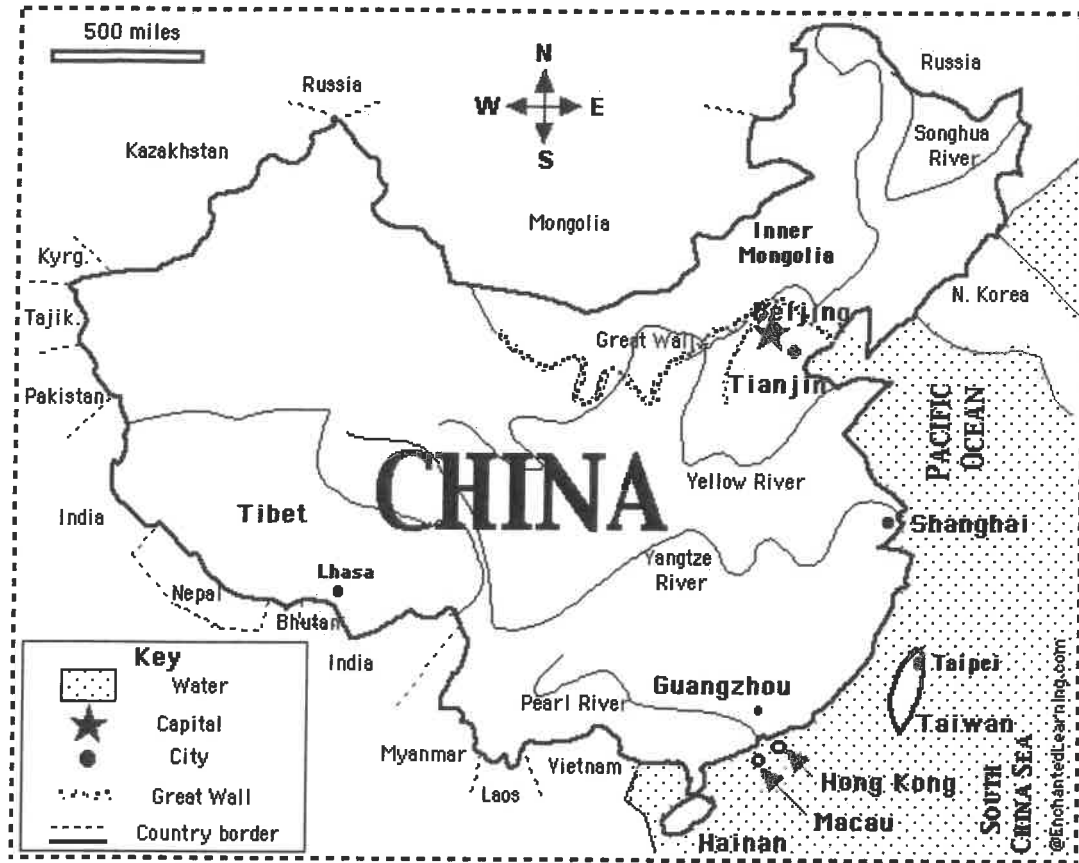 500 miles
N
W E
S
Russia
Russia
Kazakhstan
Songhua
River
Mongolia
Inner
Mongolia
Kyrg.
Tajik.
Pakistan
N. Korea
Beijing
Great Wall
Tianjin
PACIFIC
OCEAN
CHINA
Yellow River
India
Tibet
Shanghai
Yangtze
River
Lhasa
Nepal
Bhutan
India
Key
Water
Capital
City
Great Wall
Country border
Taipei
Taiwan
Guangzhou
Pearl River
Myanmar
Vietnam
Laos
Hong Kong
Macau
Hainan
SOUTH
CHINA SEA
@EnchantedLearning.com